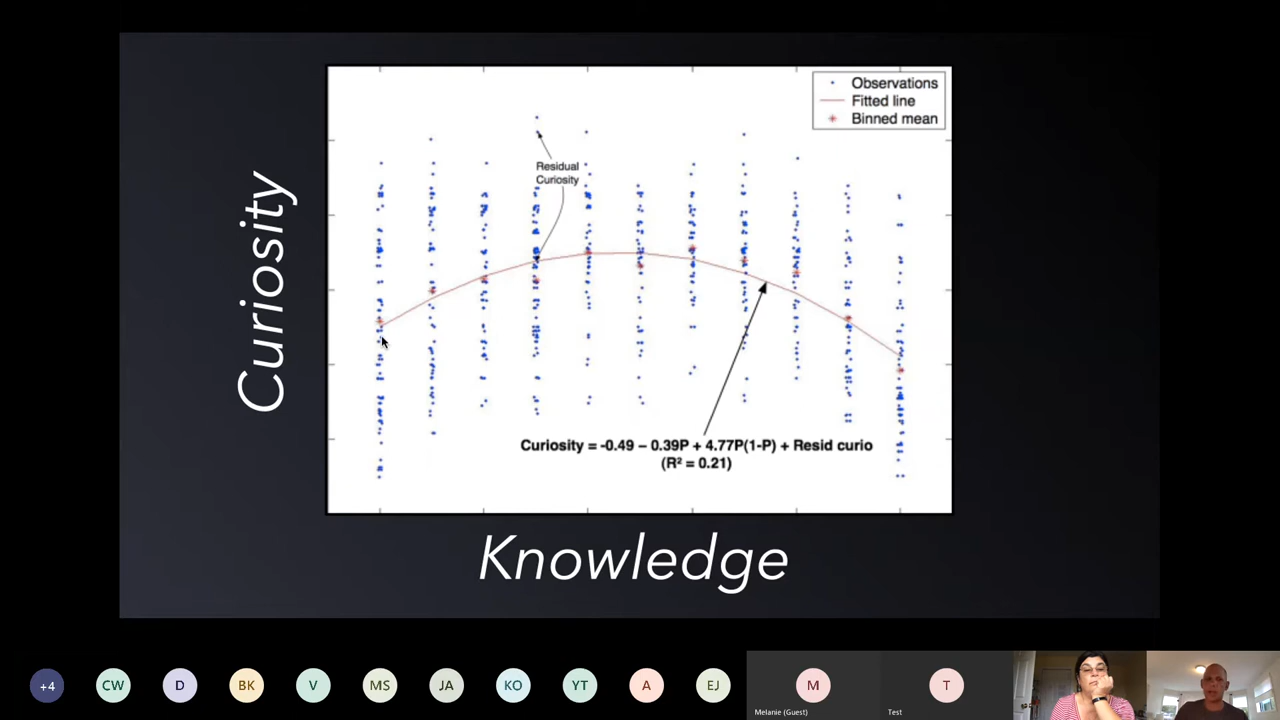 Observations
Fitted line
Binned mean
Residual
Curiosity
Curiosity
Curiosity = -0.49 – 0.39P + 4.77P(1-P) + Resid curio
(R² = 0.21)
Knowledge
+4
CW
D
BK
V
MS
JA
KO
YT
A
EJ
M
T
Melanie (Guest)
Test